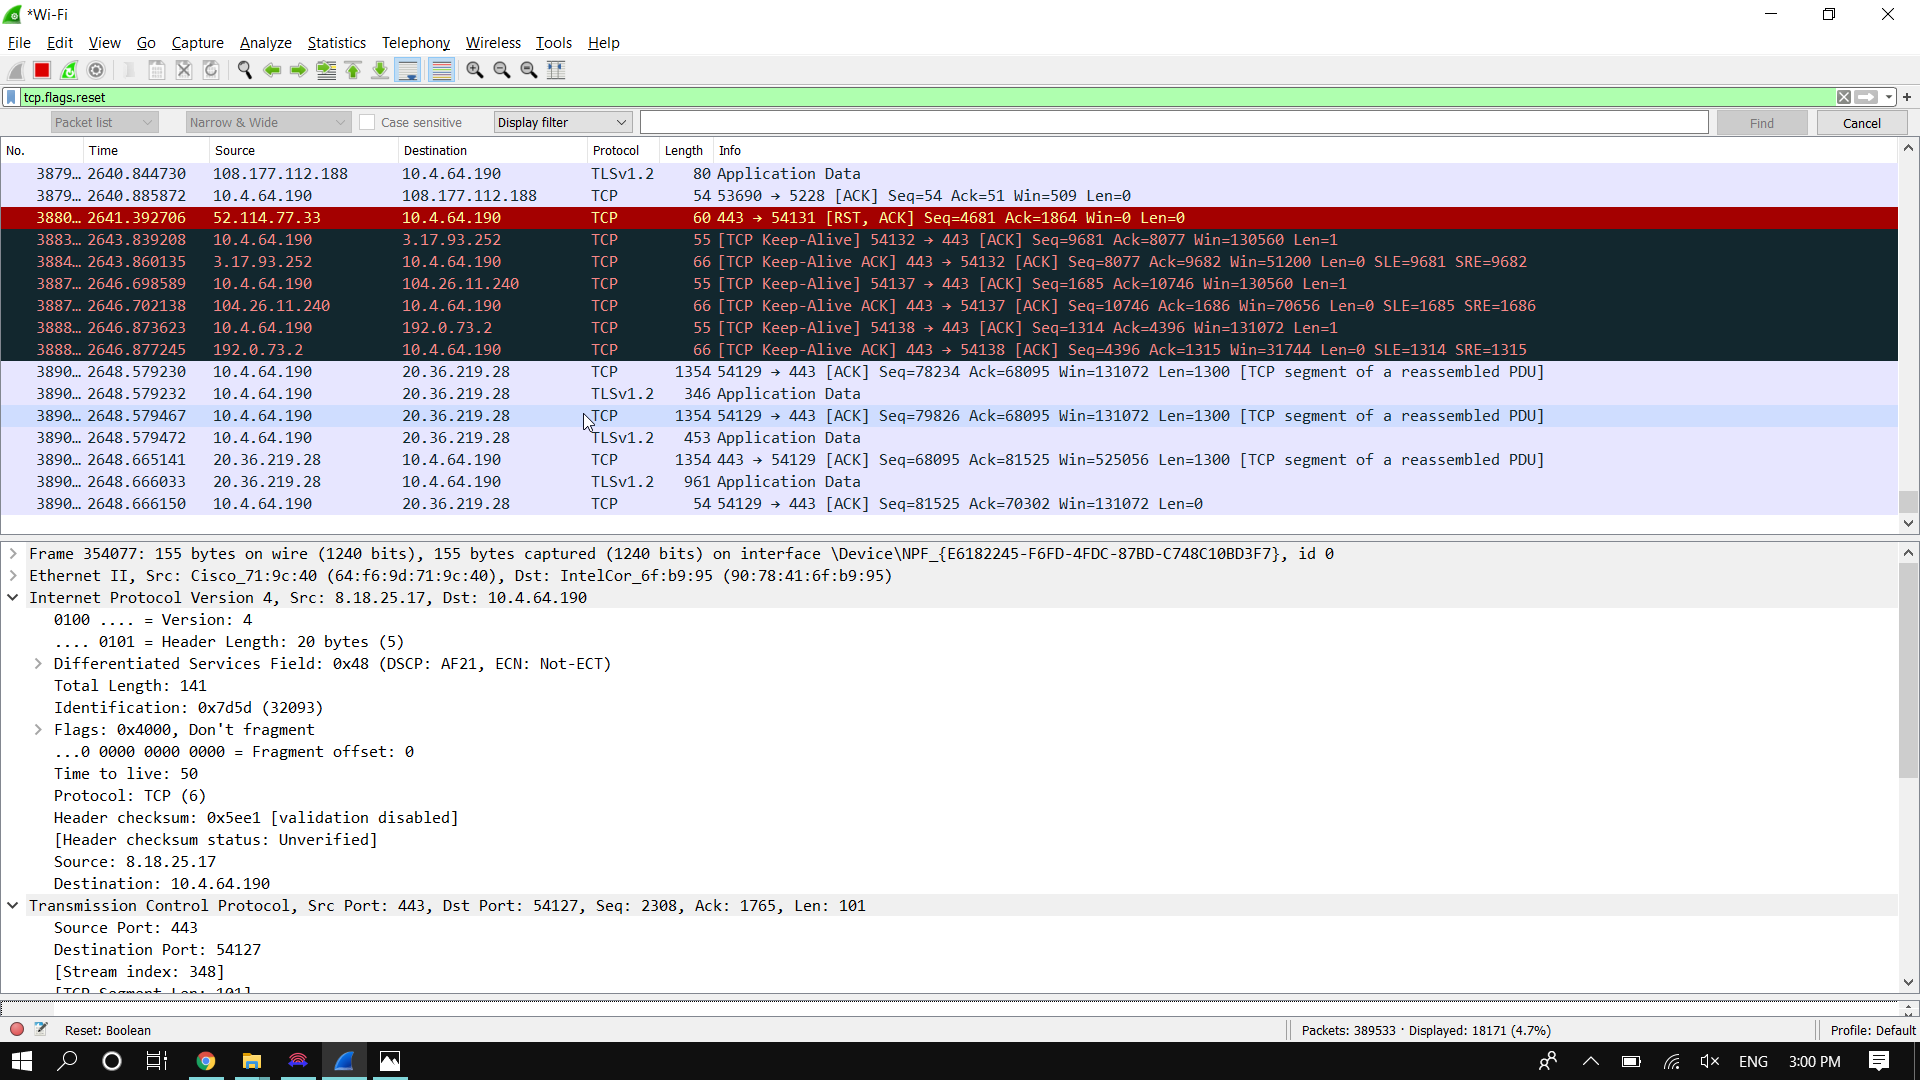 *Wi-Fi
File Edit View Go Capture Analyze Statistics Telephony Wireless Tools Help
tcp.flags.reset
Packet list Narrow & Wide Case sensitive Display filter Find Cancel
No. Time Source Destination Protocol Length Info
3879… 2640.844730 108.177.112.188 10.4.64.190 TLSv1.2 80 Application Data
3879… 2640.885872 10.4.64.190 108.177.112.188 TCP 54 53690 → 5228 [ACK] Seq=54 Ack=51 Win=509 Len=0
3880… 2641.392706 52.114.77.33 10.4.64.190 TCP 60 443 → 54131 [RST, ACK] Seq=4681 Ack=1864 Win=0 Len=0
3883… 2643.839208 10.4.64.190 3.17.93.252 TCP 55 [TCP Keep-Alive] 54132 → 443 [ACK] Seq=9681 Ack=8077 Win=130560 Len=1
3884… 2643.860135 3.17.93.252 10.4.64.190 TCP 66 [TCP Keep-Alive ACK] 443 → 54132 [ACK] Seq=8077 Ack=9682 Win=51200 Len=0 SLE=9681 SRE=9682
3887… 2646.698589 10.4.64.190 104.26.11.240 TCP 55 [TCP Keep-Alive] 54137 → 443 [ACK] Seq=1685 Ack=10746 Win=130560 Len=1
3887… 2646.702138 104.26.11.240 10.4.64.190 TCP 66 [TCP Keep-Alive ACK] 443 → 54137 [ACK] Seq=10746 Ack=1686 Win=70656 Len=0 SLE=1685 SRE=1686
3888… 2646.873623 10.4.64.190 192.0.73.2 TCP 55 [TCP Keep-Alive] 54138 → 443 [ACK] Seq=1314 Ack=4396 Win=131072 Len=1
3888… 2646.877245 192.0.73.2 10.4.64.190 TCP 66 [TCP Keep-Alive ACK] 443 → 54138 [ACK] Seq=4396 Ack=1315 Win=31744 Len=0 SLE=1314 SRE=1315
3890… 2648.579230 10.4.64.190 20.36.219.28 TCP 1354 54129 → 443 [ACK] Seq=78234 Ack=68095 Win=131072 Len=1300 [TCP segment of a reassembled PDU]
3890… 2648.579232 10.4.64.190 20.36.219.28 TLSv1.2 346 Application Data
3890… 2648.579467 10.4.64.190 20.36.219.28 TCP 1354 54129 → 443 [ACK] Seq=79826 Ack=68095 Win=131072 Len=1300 [TCP segment of a reassembled PDU]
3890… 2648.579472 10.4.64.190 20.36.219.28 TLSv1.2 453 Application Data
3890… 2648.665141 20.36.219.28 10.4.64.190 TCP 1354 443 → 54129 [ACK] Seq=68095 Ack=81525 Win=525056 Len=1300 [TCP segment of a reassembled PDU]
3890… 2648.666033 20.36.219.28 10.4.64.190 TLSv1.2 961 Application Data
3890… 2648.666150 10.4.64.190 20.36.219.28 TCP 54 54129 → 443 [ACK] Seq=81525 Ack=70302 Win=131072 Len=0
Frame 354077: 155 bytes on wire (1240 bits), 155 bytes captured (1240 bits) on interface \Device\NPF_{E6182245-F6FD-4FDC-87BD-C748C10BD3F7}, id 0
Ethernet II, Src: Cisco_71:9c:40 (64:f6:9d:71:9c:40), Dst: IntelCor_6f:b9:95 (90:78:41:6f:b9:95)
Internet Protocol Version 4, Src: 8.18.25.17, Dst: 10.4.64.190
0100 .... = Version: 4
.... 0101 = Header Length: 20 bytes (5)
Differentiated Services Field: 0x48 (DSCP: AF21, ECN: Not-ECT)
Total Length: 141
Identification: 0x7d5d (32093)
Flags: 0x4000, Don't fragment
...0 0000 0000 0000 = Fragment offset: 0
Time to live: 50
Protocol: TCP (6)
Header checksum: 0x5ee1 [validation disabled]
[Header checksum status: Unverified]
Source: 8.18.25.17
Destination: 10.4.64.190
Transmission Control Protocol, Src Port: 443, Dst Port: 54127, Seq: 2308, Ack: 1765, Len: 101
Source Port: 443
Destination Port: 54127
[Stream index: 348]
[TCP Segment Len: 101]
Reset: Boolean Packets: 389533 · Displayed: 18171 (4.7%) Profile: Default
ENG 3:00 PM